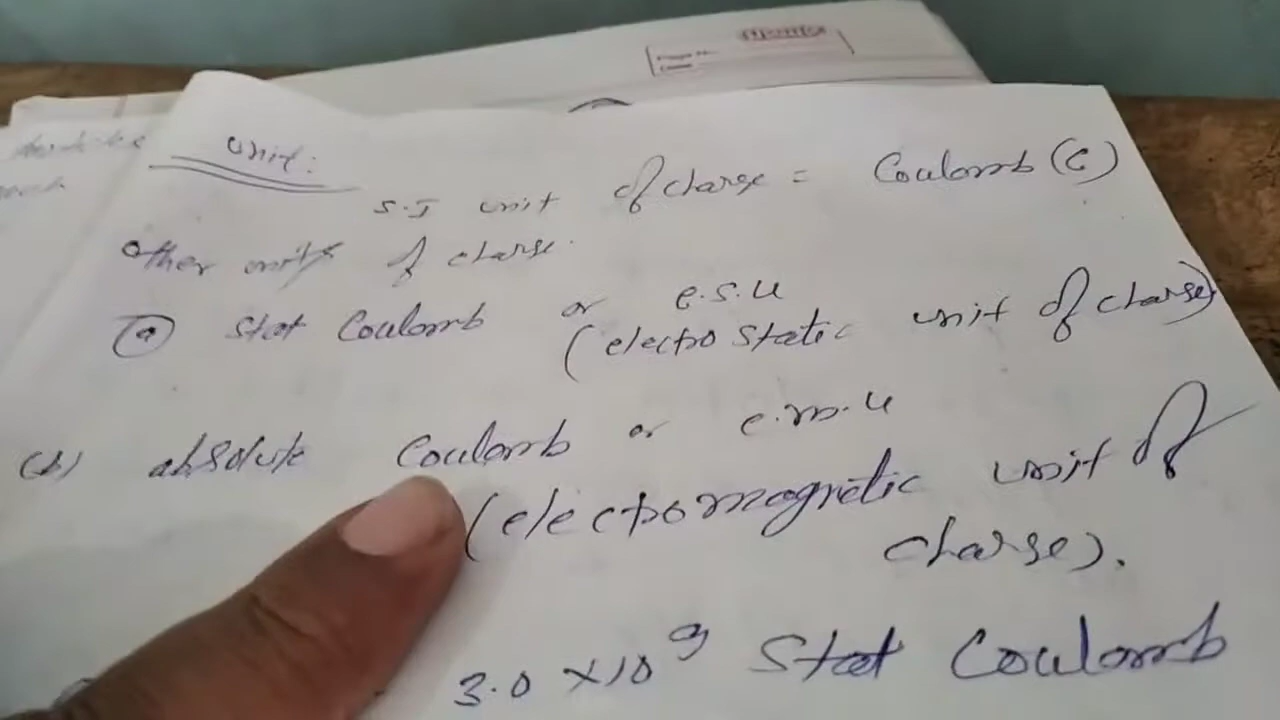 Unit:
S.I unit of charge = Coulomb (C)
Other units of charge.
(a) Stat Coulomb or e.s.u
(electrostatic unit of charge)
(b) absolute Coulomb or e.m.u
(electromagnetic unit of
charge).
3.0 × 10⁹ Stat Coulomb